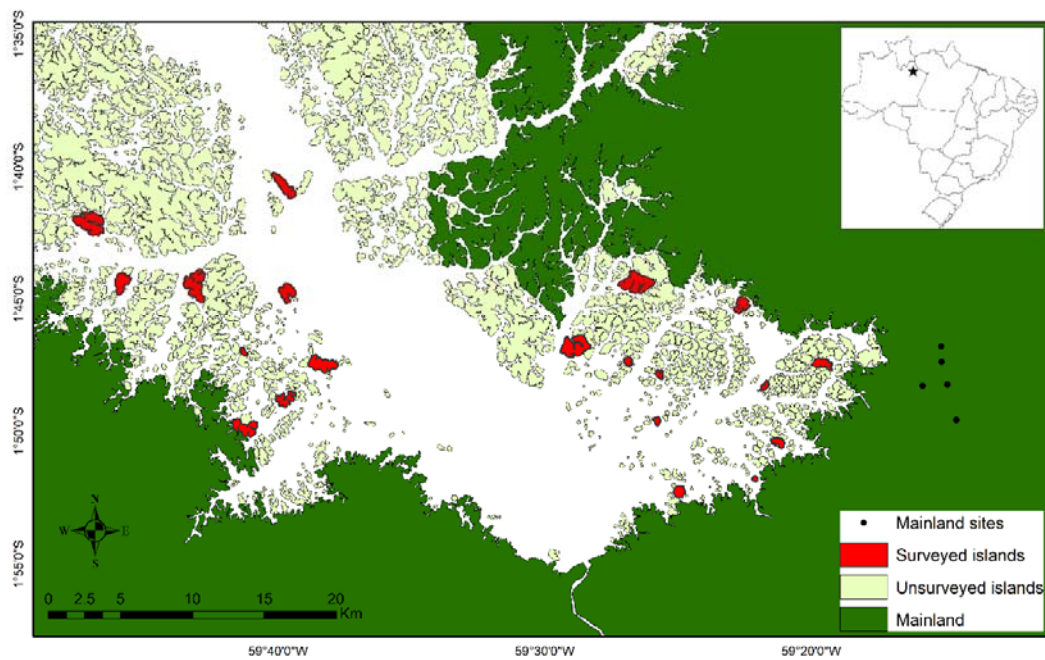 1°35'0"S
1°40'0"S
1°45'0"S
1°50'0"S
1°55'0"S
N
W E
S
0 2.5 5 10 15 20
Km
Mainland sites
Surveyed islands
Unsurveyed islands
Mainland
59°40'0"W 59°30'0"W 59°20'0"W